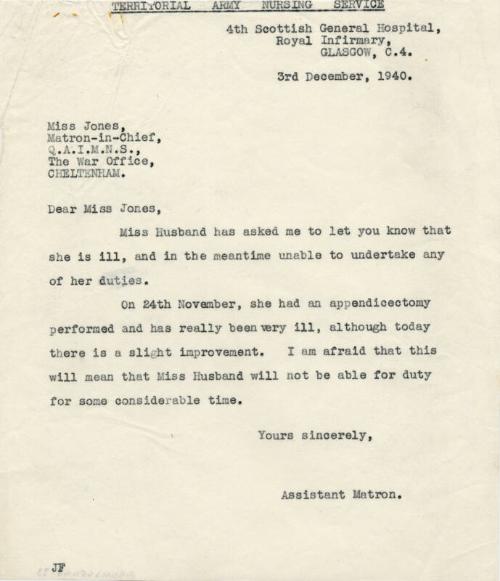 TERRITORIAL ARMY NURSING SERVICE
4th Scottish General Hospital,
Royal Infirmary,
GLASGOW, C.4.
3rd December, 1940.
Miss Jones,
Matron-in-Chief,
Q.A.I.M.N.S.,
The War Office,
CHELTENHAM.
Dear Miss Jones,
Miss Husband has asked me to let you know that
she is ill, and in the meantime unable to undertake any
of her duties.
On 24th November, she had an appendicectomy
performed and has really been very ill, although today
there is a slight improvement. I am afraid that this
will mean that Miss Husband will not be able for duty
for some considerable time.
Yours sincerely,
Assistant Matron.
JF